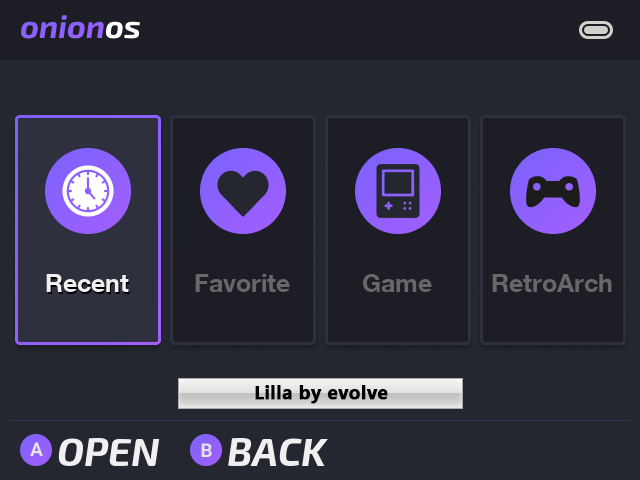 onionos
Recent Favorite Game RetroArch
Lilla by evolve
A OPEN B BACK